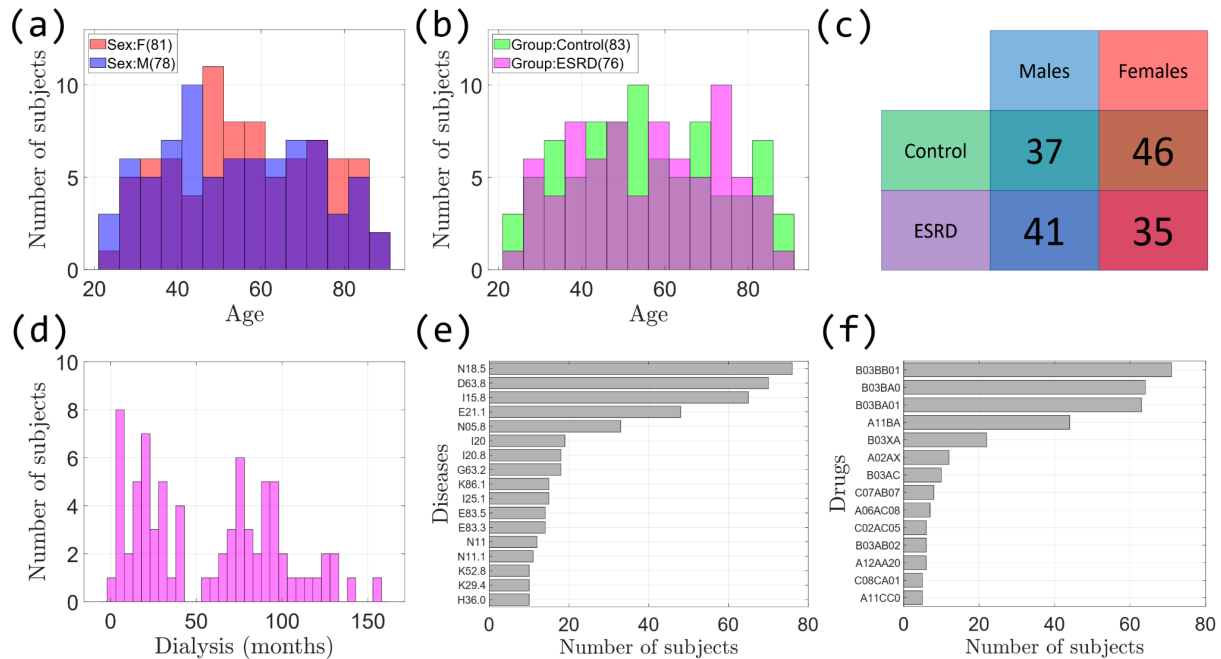 (a)
Number of subjects
10
5
0
Sex:F(81)
Sex:M(78)
20 40 60 80
Age
(b)
Number of subjects
10
5
0
Group:Control(83)
Group:ESRD(76)
20 40 60 80
Age
(c)
Males Females
Control 37 46
ESRD 41 35
(d)
Number of subjects
10
8
6
4
2
0
0 50 100 150
Dialysis (months)
(e)
Diseases
N18.5
D63.8
I15.8
E21.1
N05.8
I20
I20.8
G63.2
K86.1
I25.1
E83.5
E83.3
N11
N11.1
K52.8
K29.4
H36.0
0 20 40 60 80
Number of subjects
(f)
Drugs
B03BB01
B03BA0
B03BA01
A11BA
B03XA
A02AX
B03AC
C07AB07
A06AC08
C02AC05
B03AB02
A12AA20
C08CA01
A11CC0
0 20 40 60 80
Number of subjects